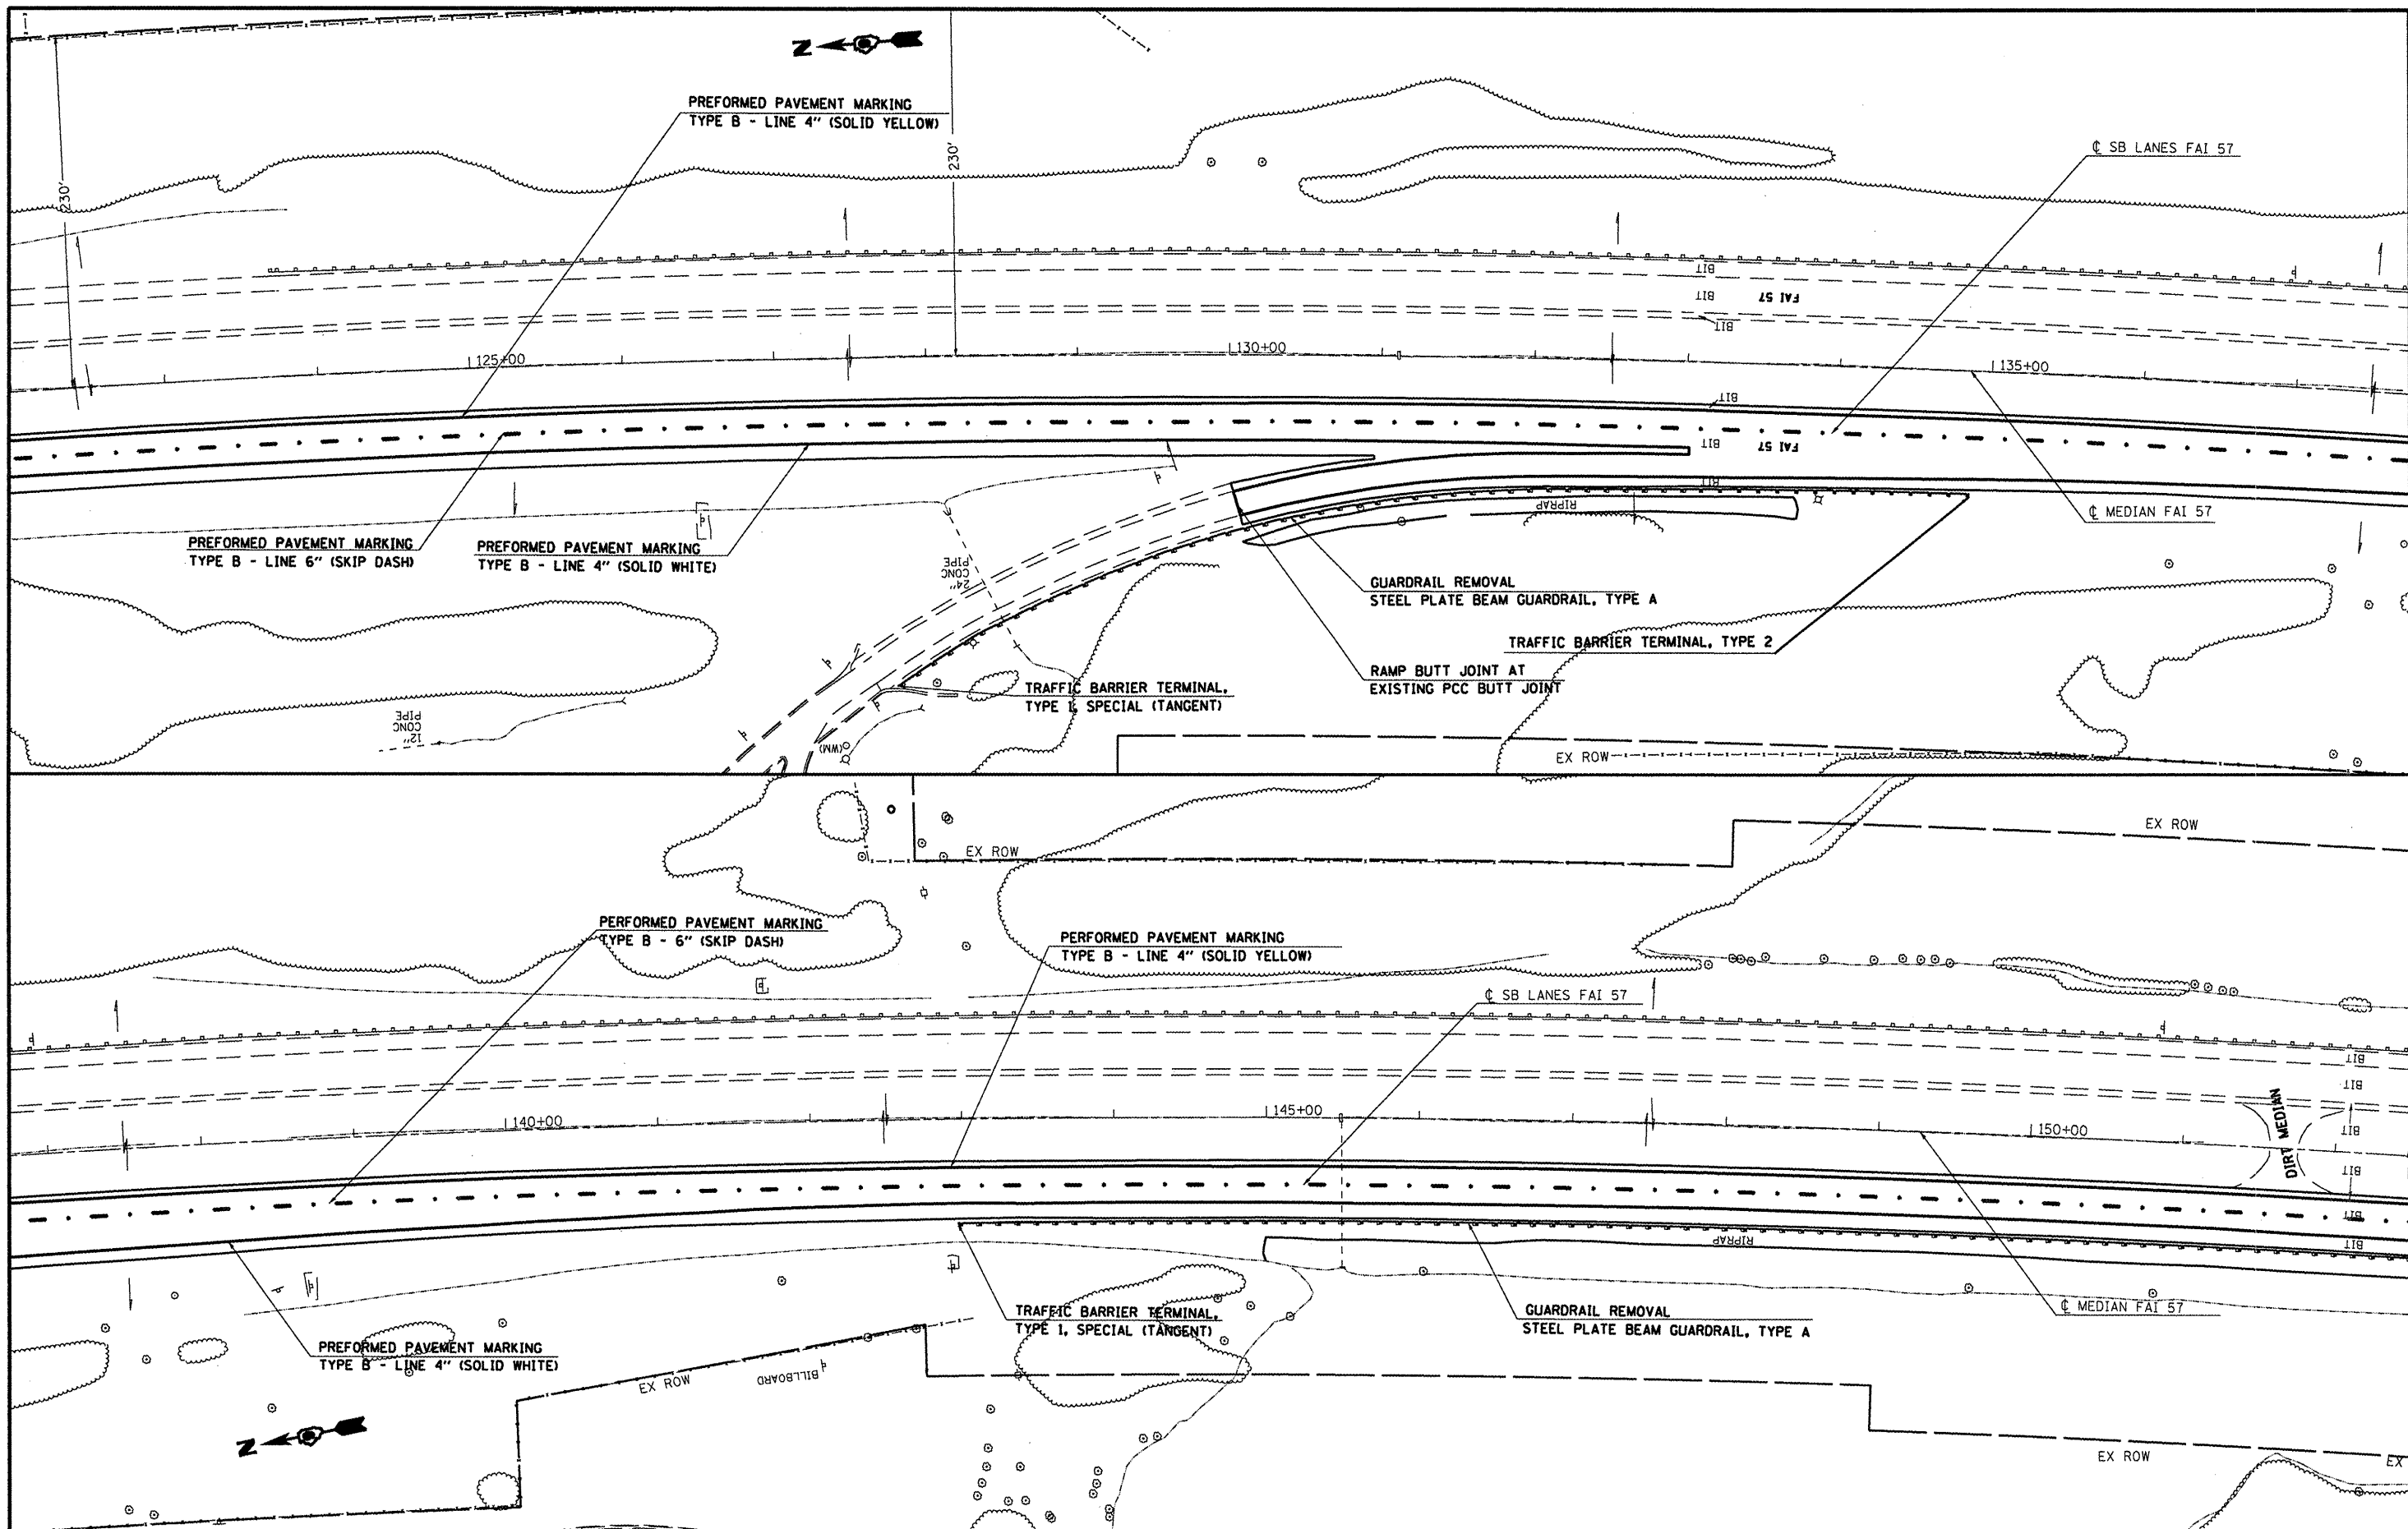 N
PREFORMED PAVEMENT MARKING
TYPE B - LINE 4" (SOLID YELLOW)
230'
230'
℄ SB LANES FAI 57
BIT
BIT
FAI 57
BIT
125+00
130+00
135+00
BIT
BIT
FAI 57
BIT
RIPRAP
℄ MEDIAN FAI 57
PREFORMED PAVEMENT MARKING
TYPE B - LINE 6" (SKIP DASH)
PREFORMED PAVEMENT MARKING
TYPE B - LINE 4" (SOLID WHITE)
24"
CONC
PIPE
GUARDRAIL REMOVAL
STEEL PLATE BEAM GUARDRAIL, TYPE A
TRAFFIC BARRIER TERMINAL, TYPE 2
RAMP BUTT JOINT AT
EXISTING PCC BUTT JOINT
TRAFFIC BARRIER TERMINAL,
TYPE 1, SPECIAL (TANGENT)
12"
CONC
PIPE
(WM)
EX ROW
EX ROW
EX ROW
PERFORMED PAVEMENT MARKING
TYPE B - 6" (SKIP DASH)
PERFORMED PAVEMENT MARKING
TYPE B - LINE 4" (SOLID YELLOW)
℄ SB LANES FAI 57
BIT
BIT
140+00
145+00
150+00
DIRT MEDIAN
BIT
BIT
BIT
BIT
RIPRAP
TRAFFIC BARRIER TERMINAL,
TYPE 1, SPECIAL (TANGENT)
GUARDRAIL REMOVAL
STEEL PLATE BEAM GUARDRAIL, TYPE A
℄ MEDIAN FAI 57
PREFORMED PAVEMENT MARKING
TYPE B - LINE 4" (SOLID WHITE)
EX ROW
BILLBOARD
N
EX ROW
EX